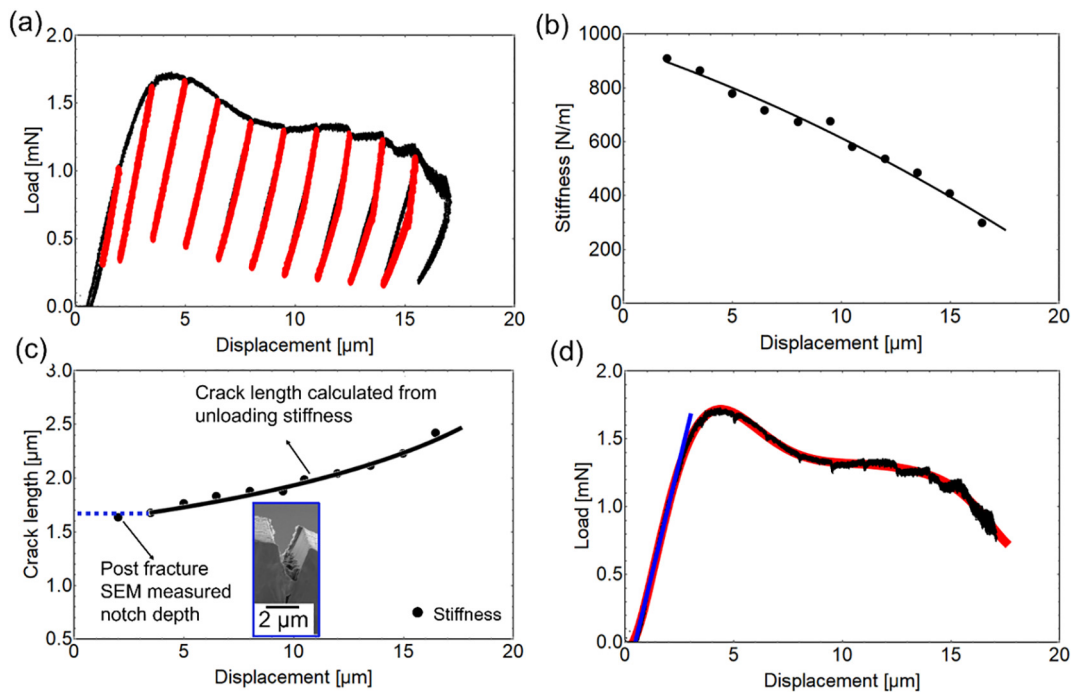 (a)
2.0
1.5
1.0
0.5
0.0
Load [mN]
0
5
10
15
20
Displacement [µm]
(b)
1000
800
600
400
200
0
Stiffness [N/m]
0
5
10
15
20
Displacement [µm]
(c)
3.0
2.5
2.0
1.5
1.0
0.5
Crack length [µm]
Crack length calculated from
unloading stiffness
Post fracture
SEM measured
notch depth
2 µm
Stiffness
0
5
10
15
20
Displacement [µm]
(d)
2.0
1.5
1.0
0.5
0.0
Load [mN]
0
5
10
15
20
Displacement [µm]